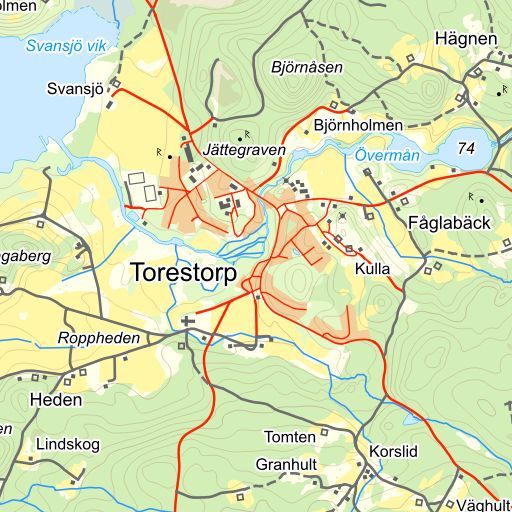 olmen
Svansjö vik
Hägnen
Björnåsen
Svansjö
Björnholmen
R
R
Jättegraven
Övermån
74
R
R
Fåglabäck
ngaberg
Torestorp
Kulla
Roppheden
Heden
Lindskog
Tomten
Korslid
Granhult
Väghult